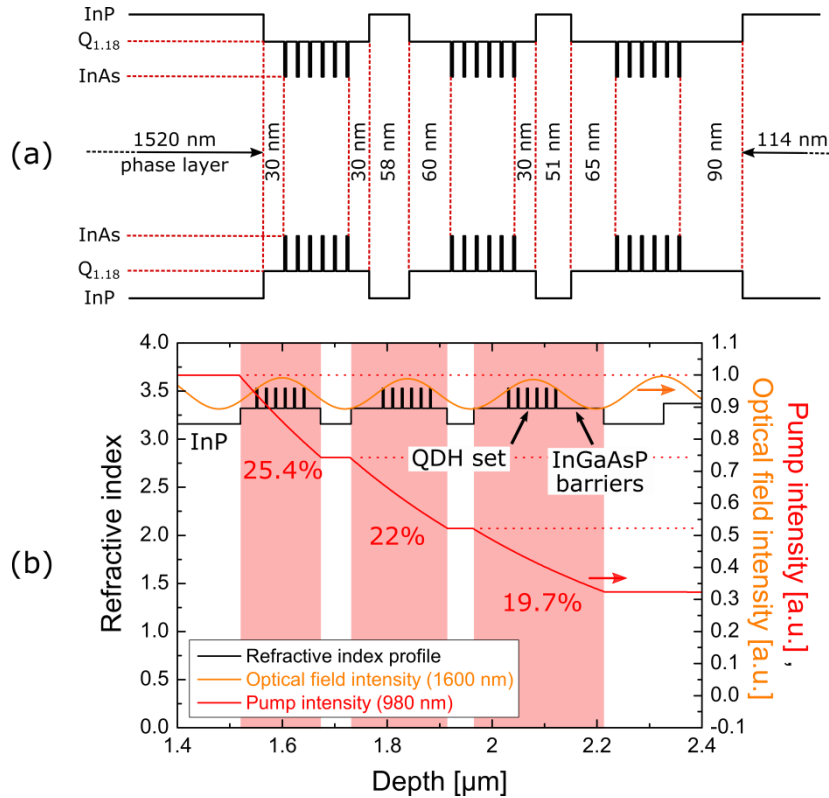 InP
Q1.18
InAs
(a)
1520 nm
phase layer
30 nm
30 nm
58 nm
60 nm
30 nm
51 nm
65 nm
90 nm
114 nm
InAs
Q1.18
InP
(b)
Refractive index
4.0
3.5
3.0
2.5
2.0
1.5
1.0
0.5
0.0
InP
25.4%
22%
19.7%
QDH set
InGaAsP
barriers
Refractive index profile
Optical field intensity (1600 nm)
Pump intensity (980 nm)
1.4
1.6
1.8
2
2.2
2.4
Depth [µm]
1.1
1.0
0.9
0.8
0.7
0.6
0.5
0.4
0.3
0.2
0.1
0.0
-0.1
Optical field intensity [a.u.]
Pump intensity [a.u.] ,